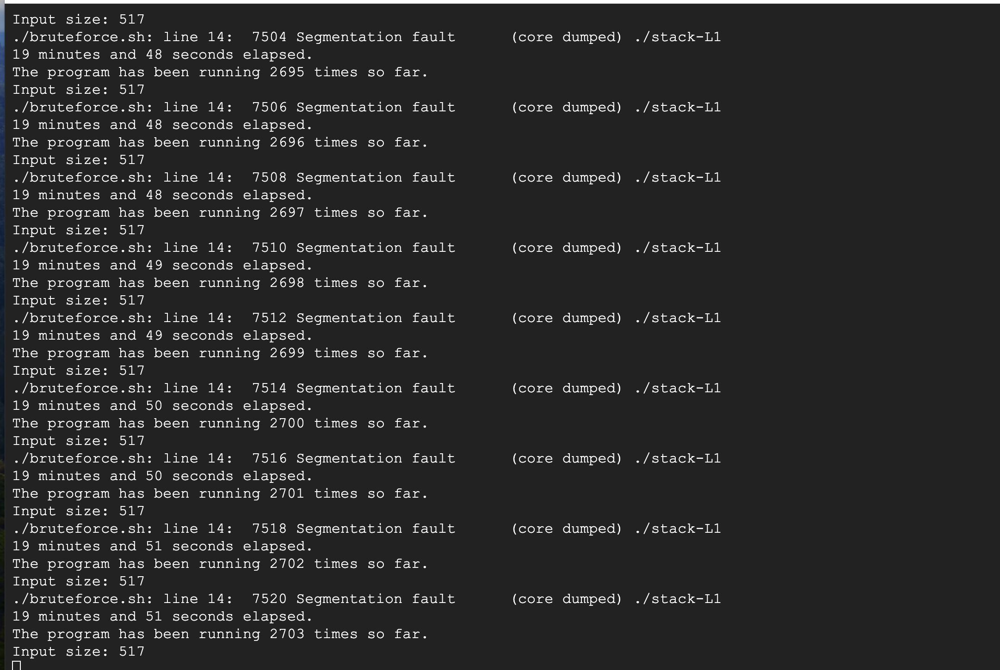 Input size: 517
./bruteforce.sh: line 14:  7504 Segmentation fault      (core dumped) ./stack-L1
19 minutes and 48 seconds elapsed.
The program has been running 2695 times so far.
Input size: 517
./bruteforce.sh: line 14:  7506 Segmentation fault      (core dumped) ./stack-L1
19 minutes and 48 seconds elapsed.
The program has been running 2696 times so far.
Input size: 517
./bruteforce.sh: line 14:  7508 Segmentation fault      (core dumped) ./stack-L1
19 minutes and 48 seconds elapsed.
The program has been running 2697 times so far.
Input size: 517
./bruteforce.sh: line 14:  7510 Segmentation fault      (core dumped) ./stack-L1
19 minutes and 49 seconds elapsed.
The program has been running 2698 times so far.
Input size: 517
./bruteforce.sh: line 14:  7512 Segmentation fault      (core dumped) ./stack-L1
19 minutes and 49 seconds elapsed.
The program has been running 2699 times so far.
Input size: 517
./bruteforce.sh: line 14:  7514 Segmentation fault      (core dumped) ./stack-L1
19 minutes and 50 seconds elapsed.
The program has been running 2700 times so far.
Input size: 517
./bruteforce.sh: line 14:  7516 Segmentation fault      (core dumped) ./stack-L1
19 minutes and 50 seconds elapsed.
The program has been running 2701 times so far.
Input size: 517
./bruteforce.sh: line 14:  7518 Segmentation fault      (core dumped) ./stack-L1
19 minutes and 51 seconds elapsed.
The program has been running 2702 times so far.
Input size: 517
./bruteforce.sh: line 14:  7520 Segmentation fault      (core dumped) ./stack-L1
19 minutes and 51 seconds elapsed.
The program has been running 2703 times so far.
Input size: 517